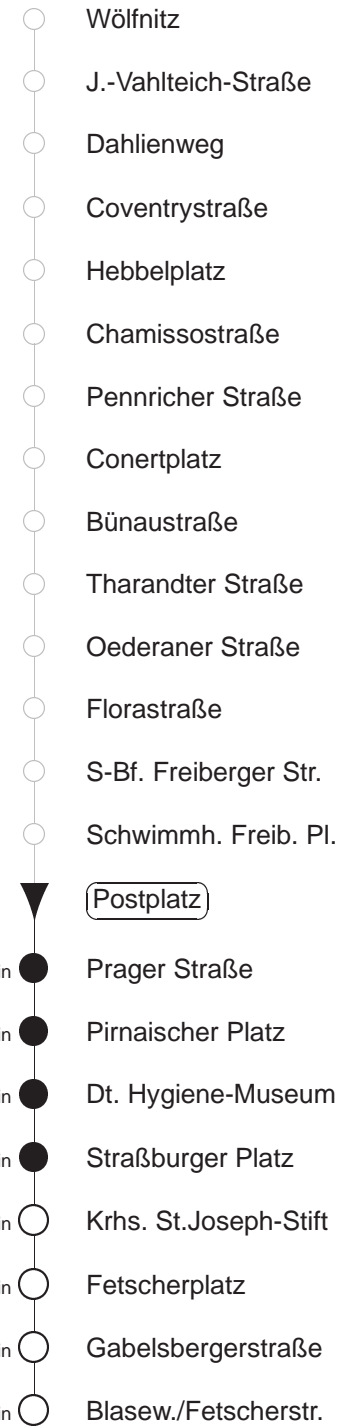 Wölfnitz
J.-Vahlteich-Straße
Dahlienweg
Coventrystraße
Hebbelplatz
Chamissostraße
Pennricher Straße
Conertplatz
Bünaustraße
Tharandter Straße
Oederaner Straße
Florastraße
S-Bf. Freiberger Str.
Schwimmh. Freib. Pl.
Postplatz
Prager Straße
Pirnaischer Platz
Dt. Hygiene-Museum
Straßburger Platz
Krhs. St.Joseph-Stift
Fetscherplatz
Gabelsbergerstraße
Blasew./Fetscherstr.